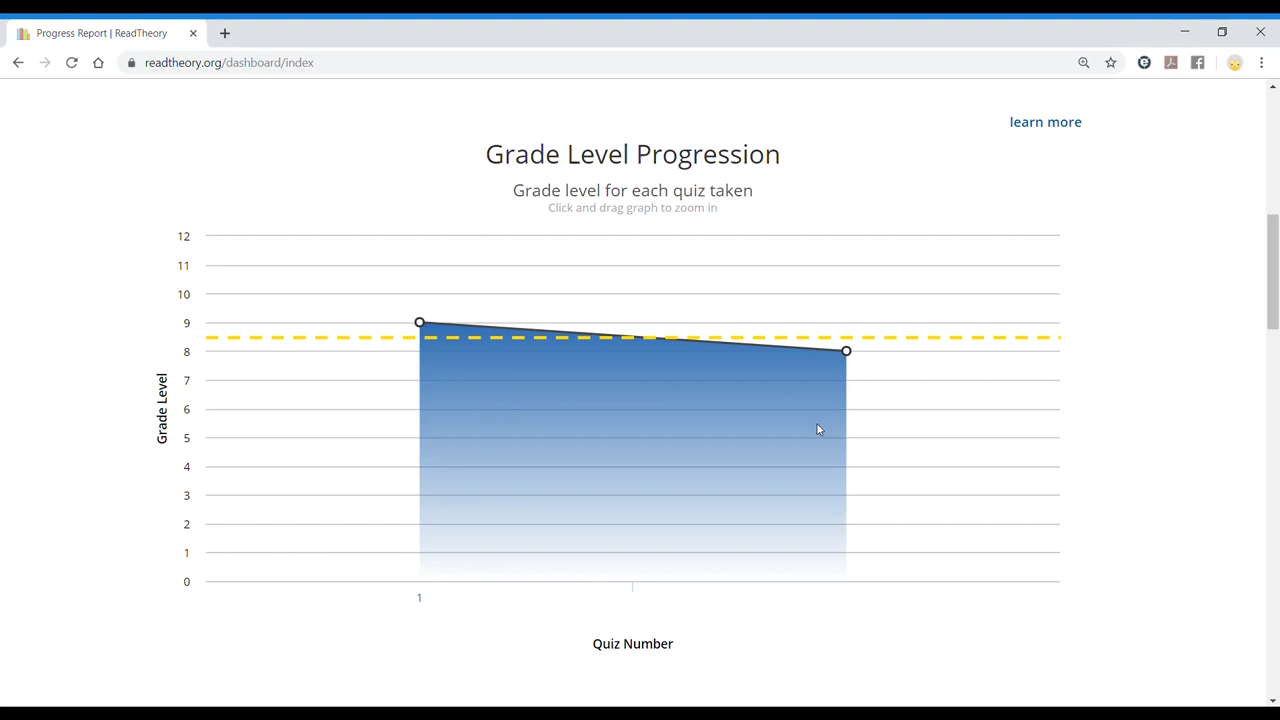 Progress Report | ReadTheory
readtheory.org/dashboard/index
learn more
Grade Level Progression
Grade level for each quiz taken
Click and drag graph to zoom in
12
11
10
9
8
7
6
5
4
3
2
1
0
Grade Level
1
Quiz Number